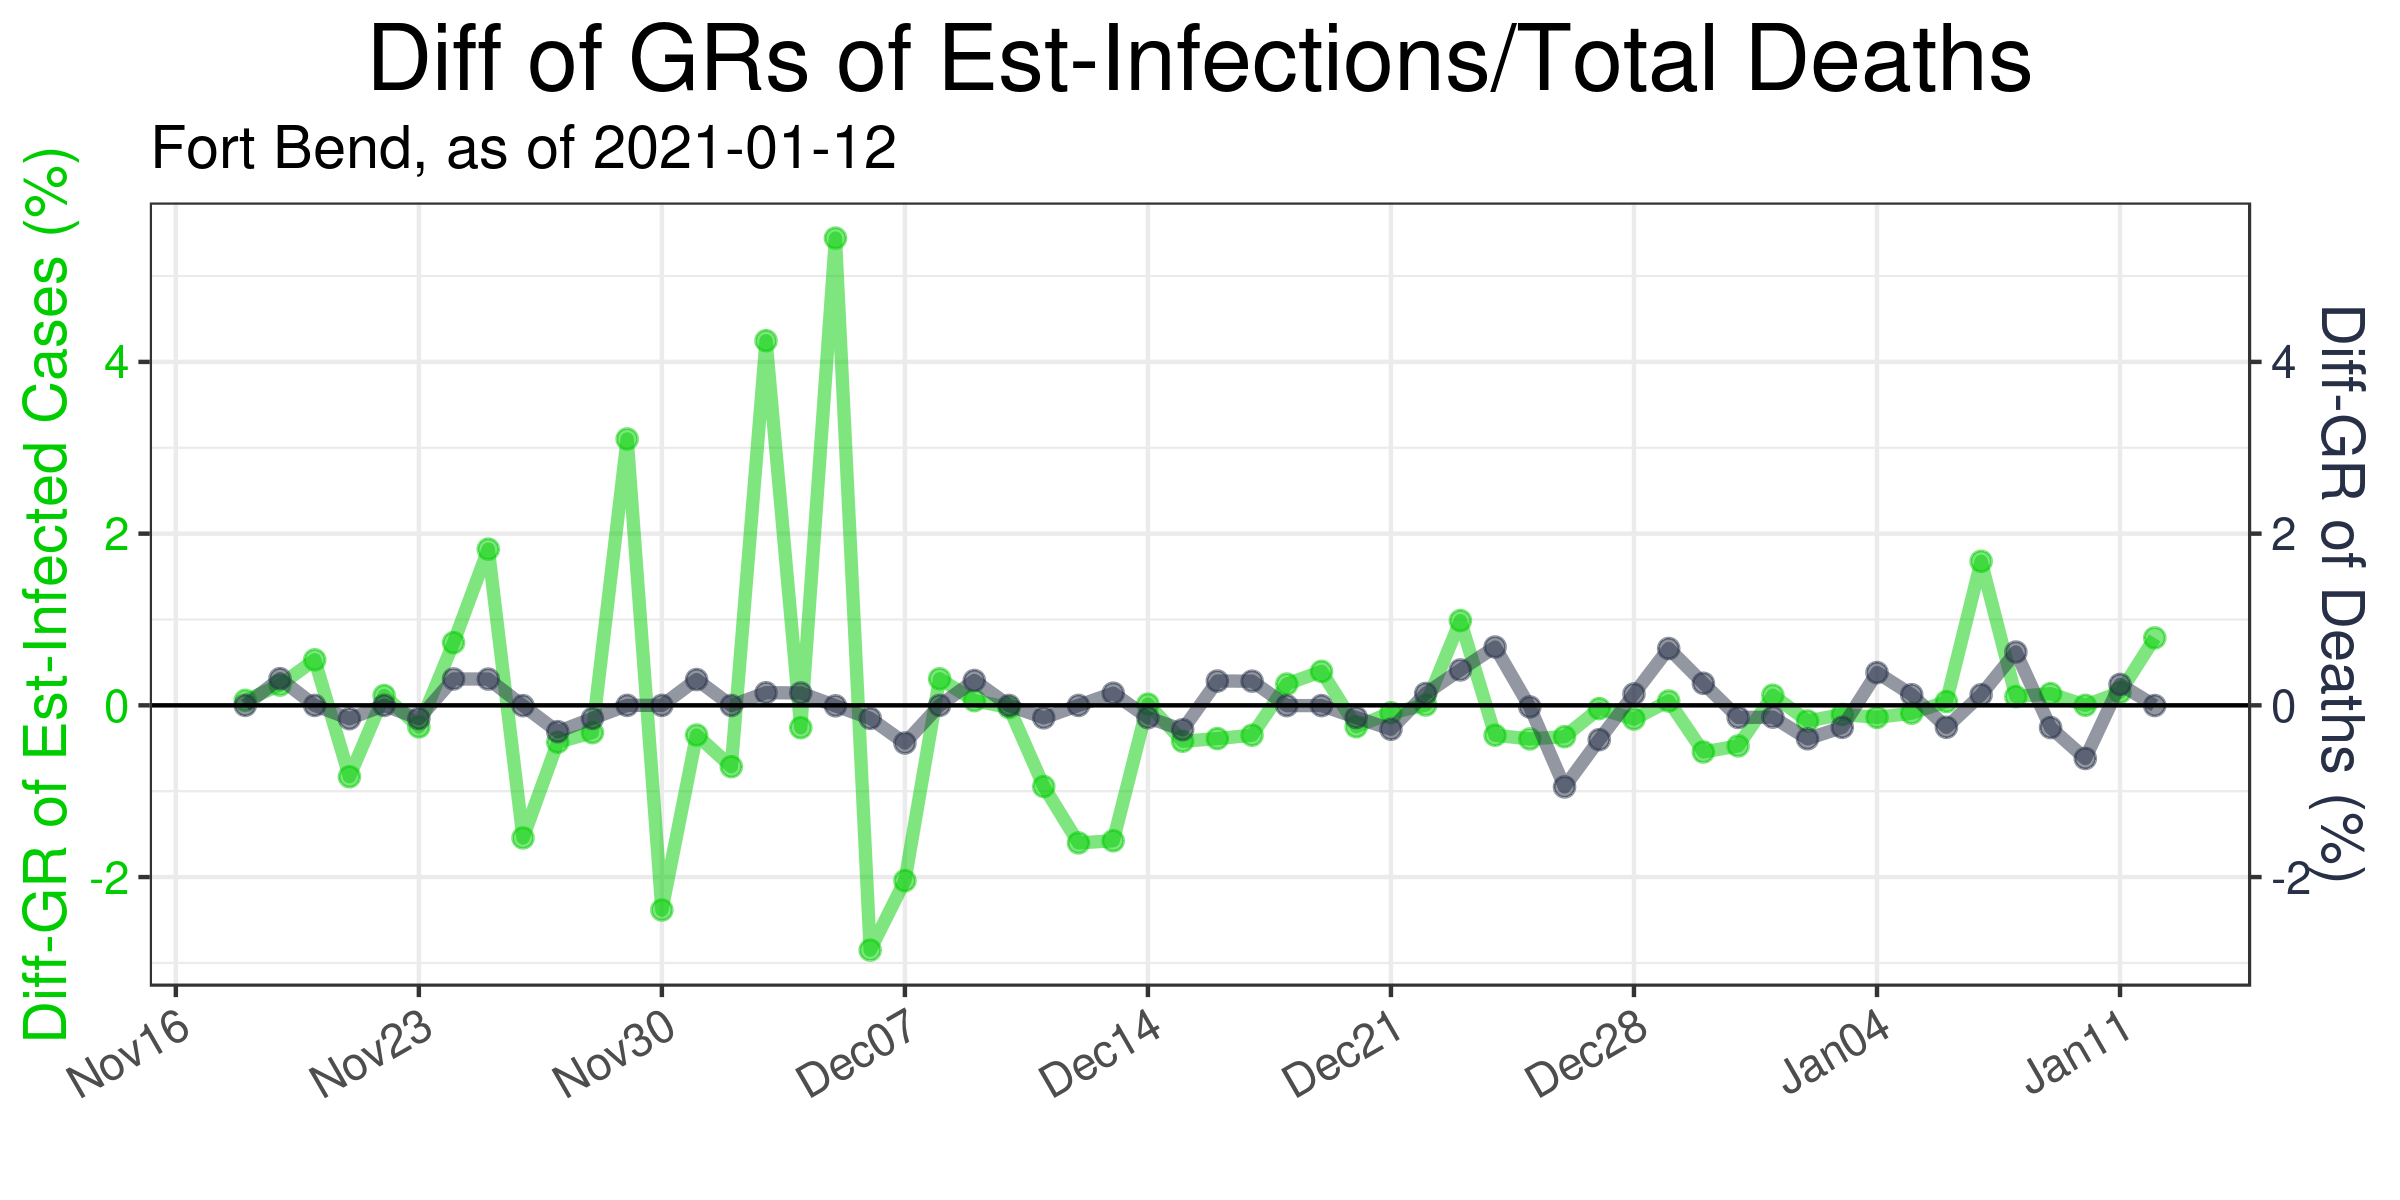 Diff of GRs of Est-Infections/Total Deaths
Fort Bend, as of 2021-01-12
Diff-GR of Est-Infected Cases (%)
4
2
0
-2
4
2
0
-2
Diff-GR of Deaths (%)
Nov16
Nov23
Nov30
Dec07
Dec14
Dec21
Dec28
Jan04
Jan11